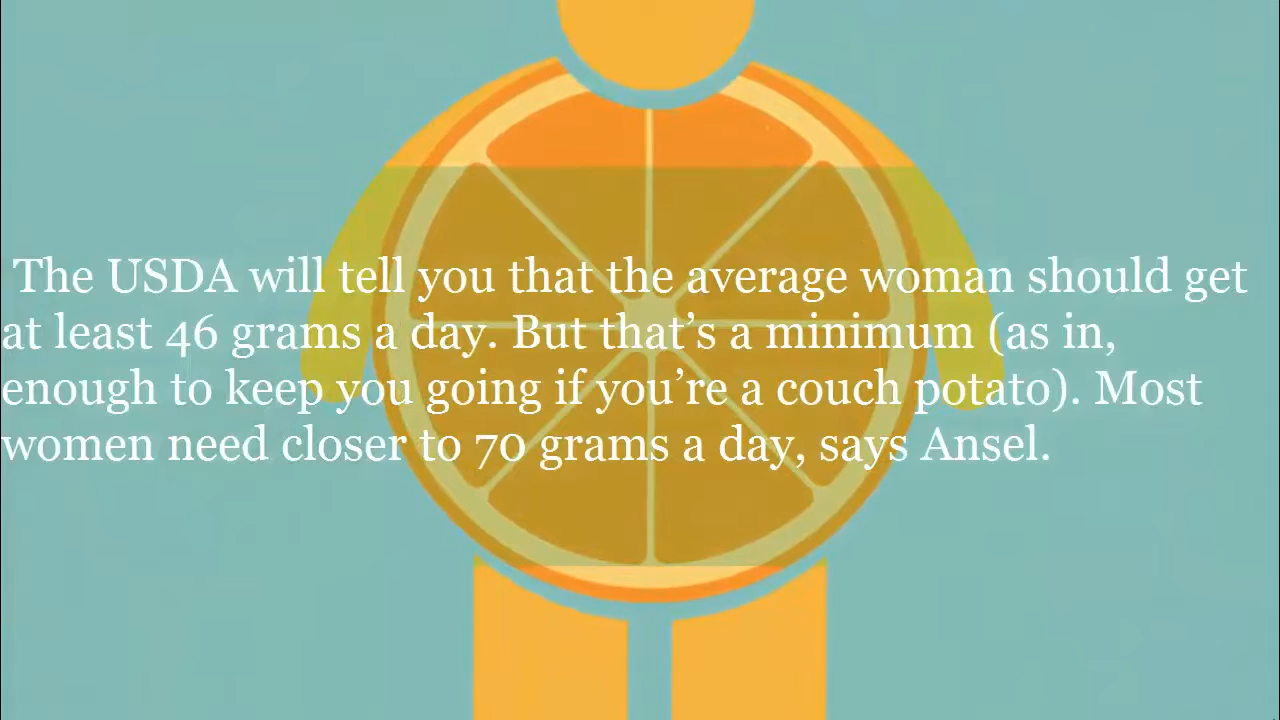 The USDA will tell you that the average woman should get
at least 46 grams a day. But that’s a minimum (as in,
enough to keep you going if you’re a couch potato). Most
women need closer to 70 grams a day, says Ansel.